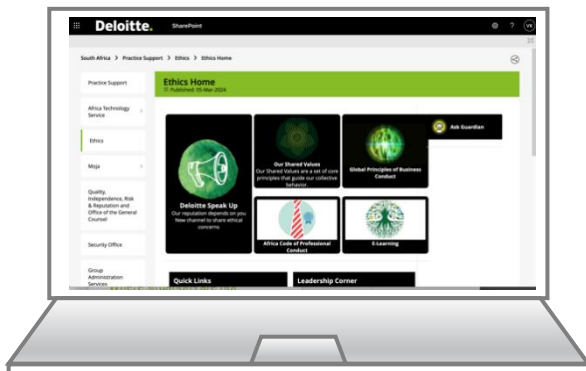 Deloitte.
SharePoint
?
VK
South Africa > Practice Support > Ethics > Ethics Home
Practice Support
Africa Technology
Service
Ethics
Moja
Quality,
Independence, Risk
& Reputation and
Office of the General
Counsel
Security Office
Group
Administration
Services
Ethics Home
Published: 05-Mar-2024
Deloitte Speak Up
Our reputation depends on you
New channel to share ethical
concerns
Our Shared Values
Our Shared Values are a set of core
principles that guide our collective
behavior.
Global Principles of Business
Conduct
Ask Guardian
Africa Code of Professional
Conduct
E-Learning
Quick Links
Leadership Corner